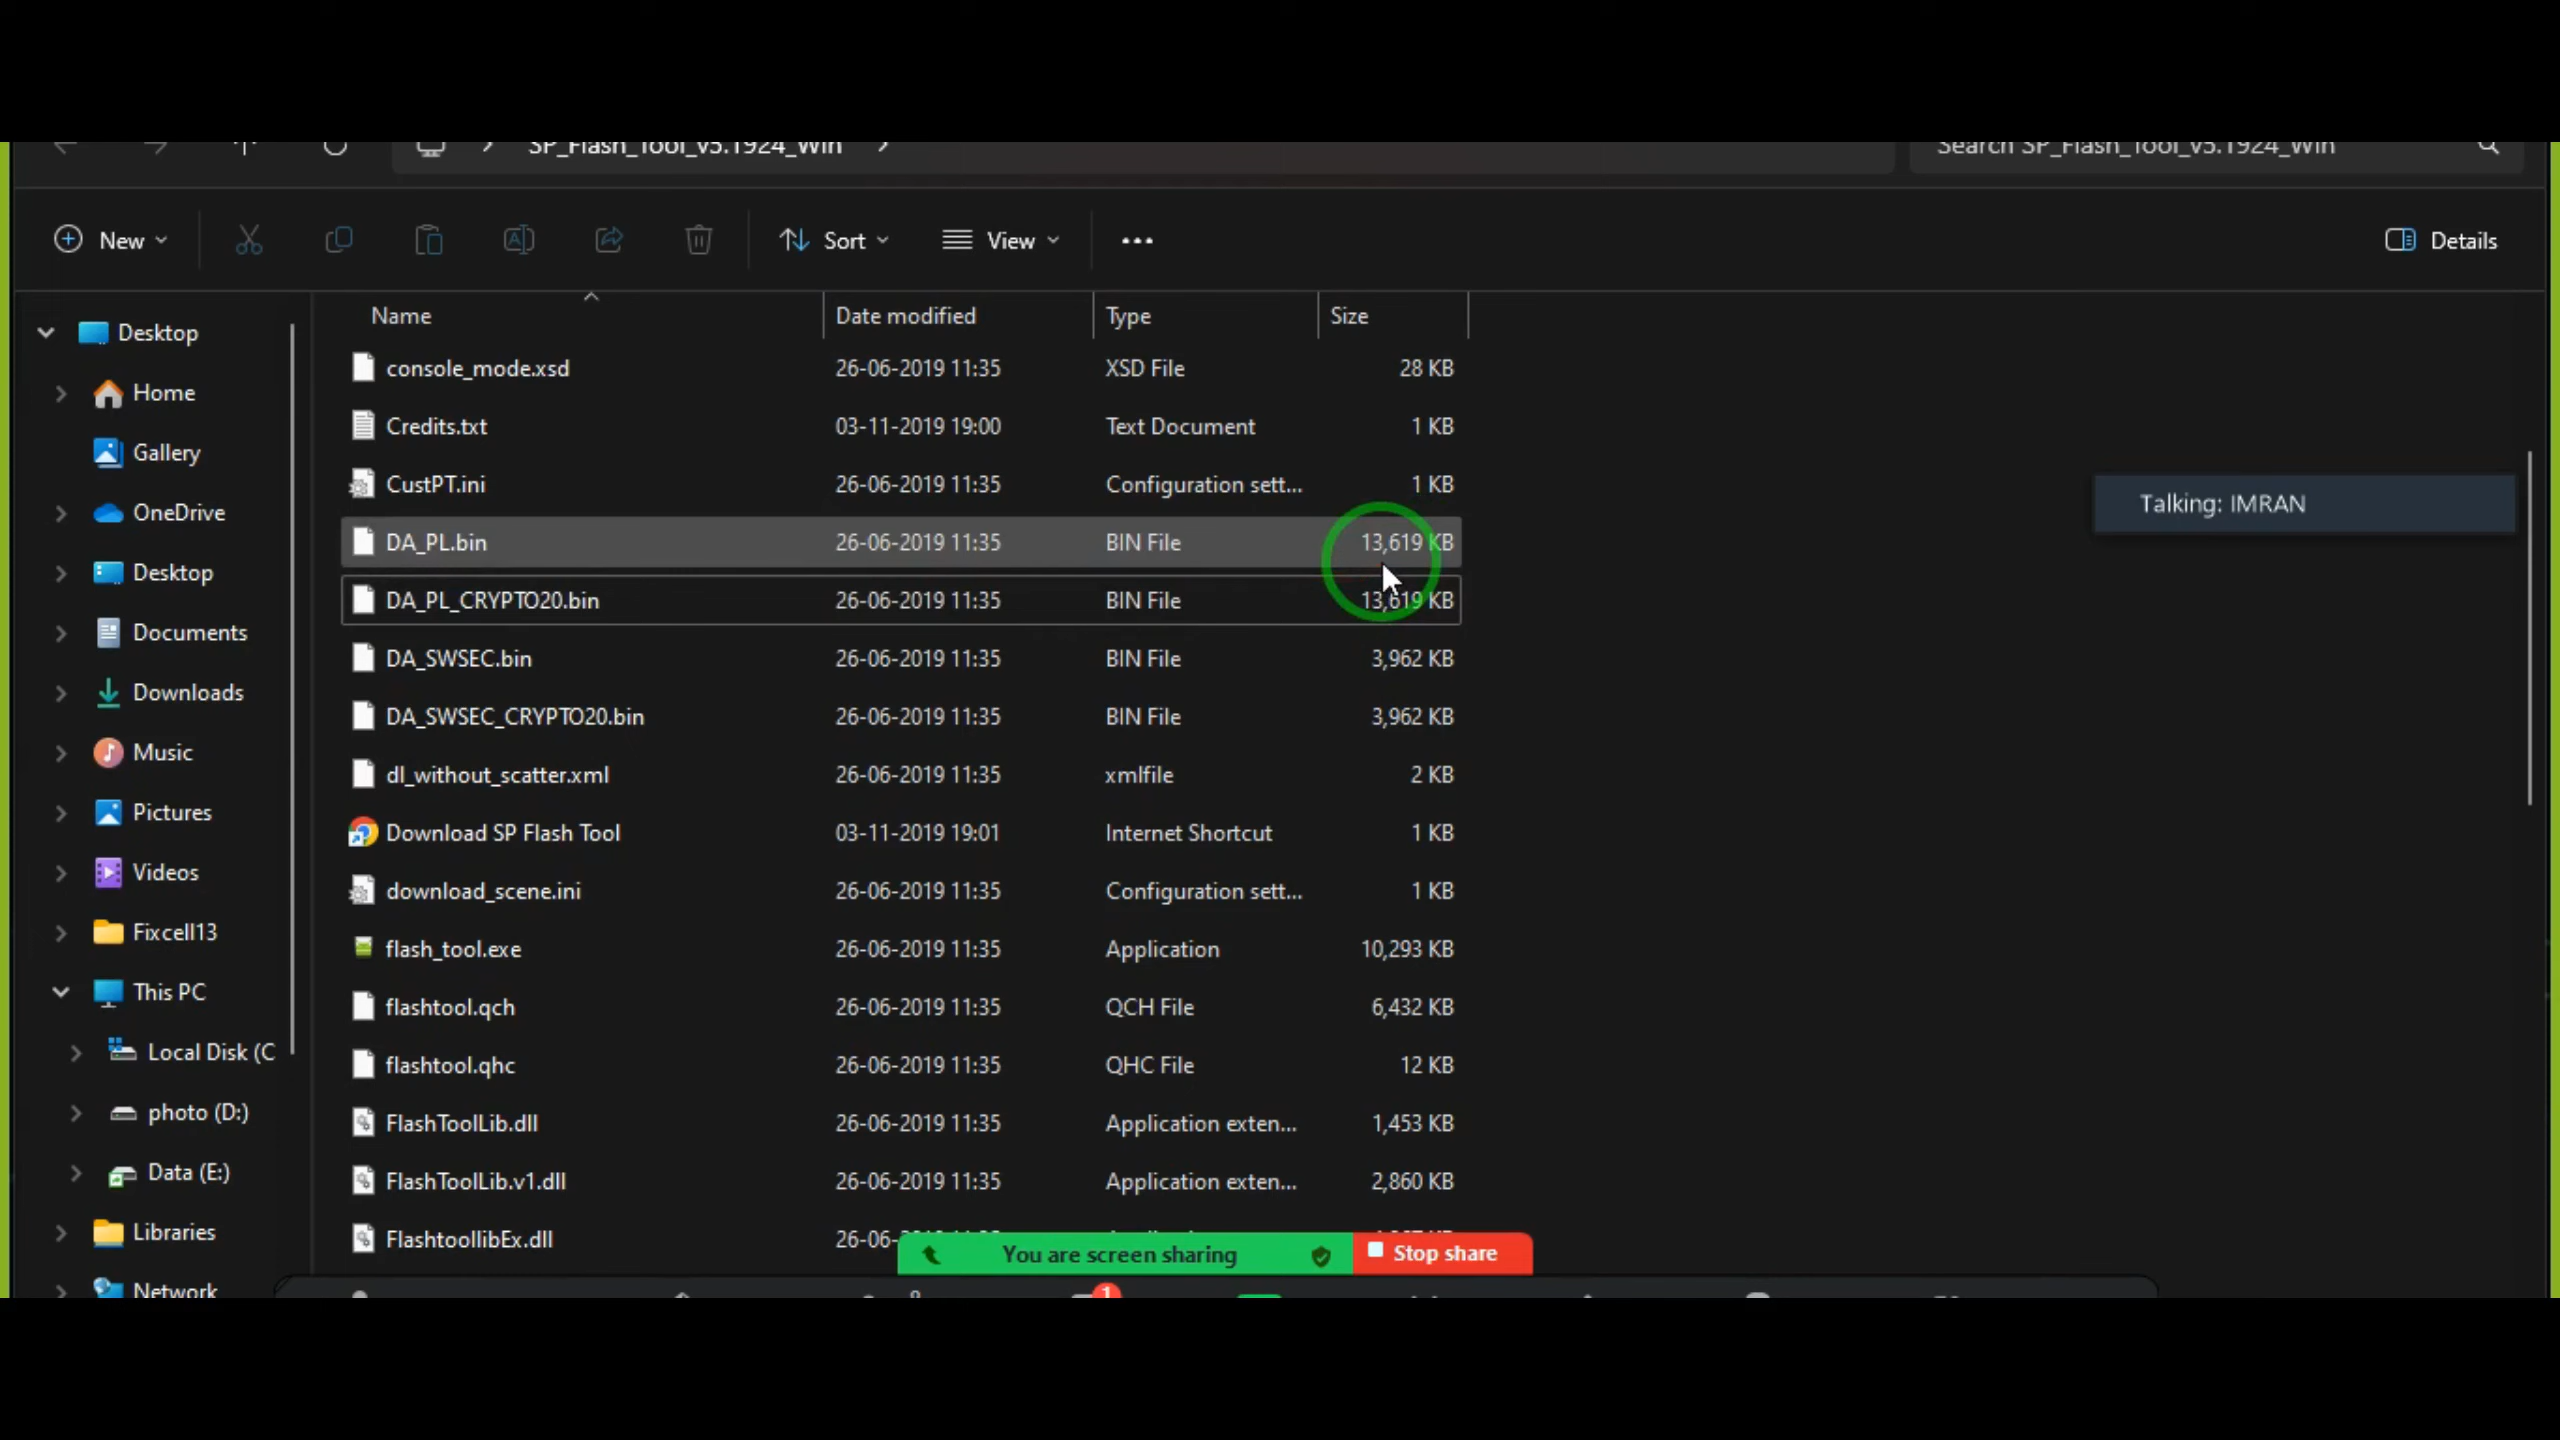 SP_Flash_Tool_v5.1924_Win
Search SP_Flash_Tool_v5.1924_Win
New
Sort
View
Details
Name Date modified Type Size
console_mode.xsd 26-06-2019 11:35 XSD File 28 KB
Credits.txt 03-11-2019 19:00 Text Document 1 KB
CustPT.ini 26-06-2019 11:35 Configuration sett... 1 KB
DA_PL.bin 26-06-2019 11:35 BIN File 13,619 KB
DA_PL_CRYPTO20.bin 26-06-2019 11:35 BIN File 13,619 KB
DA_SWSEC.bin 26-06-2019 11:35 BIN File 3,962 KB
DA_SWSEC_CRYPTO20.bin 26-06-2019 11:35 BIN File 3,962 KB
dl_without_scatter.xml 26-06-2019 11:35 xmlfile 2 KB
Download SP Flash Tool 03-11-2019 19:01 Internet Shortcut 1 KB
download_scene.ini 26-06-2019 11:35 Configuration sett... 1 KB
flash_tool.exe 26-06-2019 11:35 Application 10,293 KB
flashtool.qch 26-06-2019 11:35 QCH File 6,432 KB
flashtool.qhc 26-06-2019 11:35 QHC File 12 KB
FlashToolLib.dll 26-06-2019 11:35 Application exten... 1,453 KB
FlashToolLib.v1.dll 26-06-2019 11:35 Application exten... 2,860 KB
FlashtoollibEx.dll 26-06-
Desktop
Home
Gallery
OneDrive
Desktop
Documents
Downloads
Music
Pictures
Videos
Fixcell13
This PC
Local Disk (C
photo (D:)
Data (E:)
Libraries
Network
Talking: IMRAN
You are screen sharing
Stop share
1